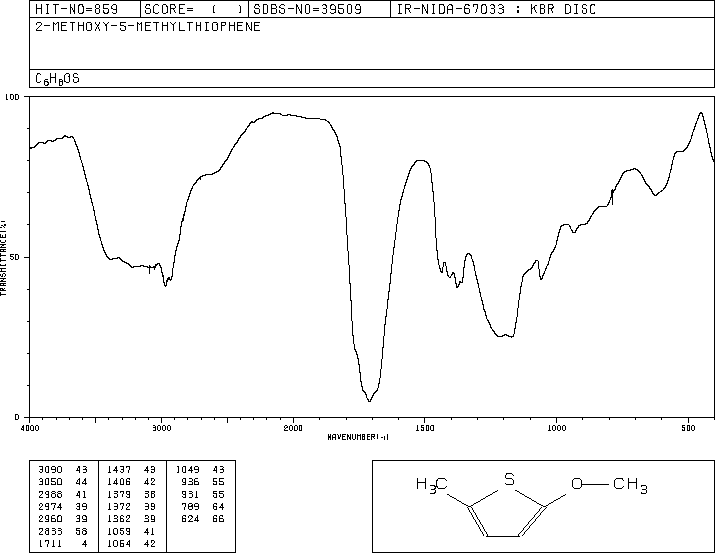 HIT-NO=859 SCORE= ( ) SDBS-NO=39509 IR-NIDA-67033 : KBR DISC
2-METHOXY-5-METHYLTHIOPHENE
C6H8OS
100
50
0
TRANSMITTANCE(%)
4000 3000 2000 1500 1000 500
WAVENUMBER(-1)
3090 43 1437 43 1049 43
3050 44 1406 42 936 55
2988 41 1379 38 931 55
2974 39 1372 39 789 64
2960 39 1362 39 624 66
2833 58 1059 41
1711 4 1054 42
H3C S O CH3